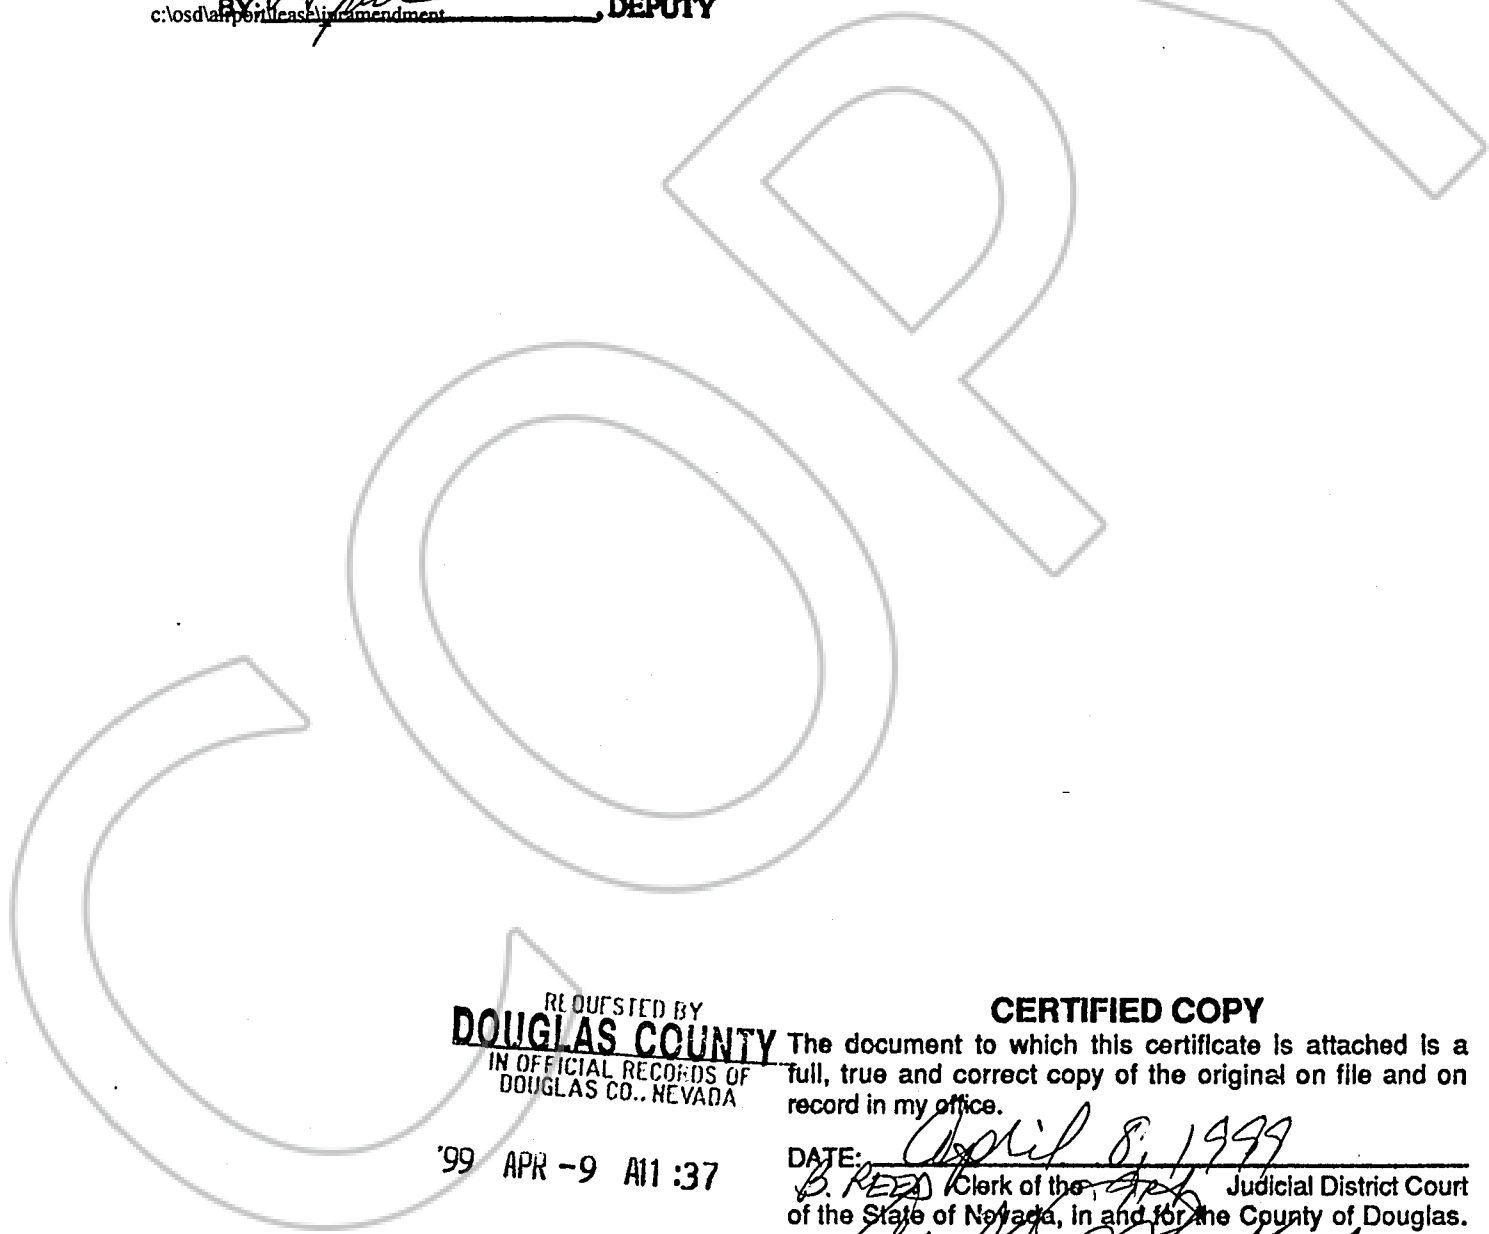 BY: , DEPUTY
c:\osd\airport\lease\jnramendment
COPY
REQUESTED BY
DOUGLAS COUNTY
IN OFFICIAL RECORDS OF
DOUGLAS CO., NEVADA
'99 APR -9 A11:37
CERTIFIED COPY
The document to which this certificate is attached is a
full, true and correct copy of the original on file and on
record in my office.
DATE: April 8, 1999
B. REED Clerk of the Judicial District Court
of the State of Nevada, in and for the County of Douglas.